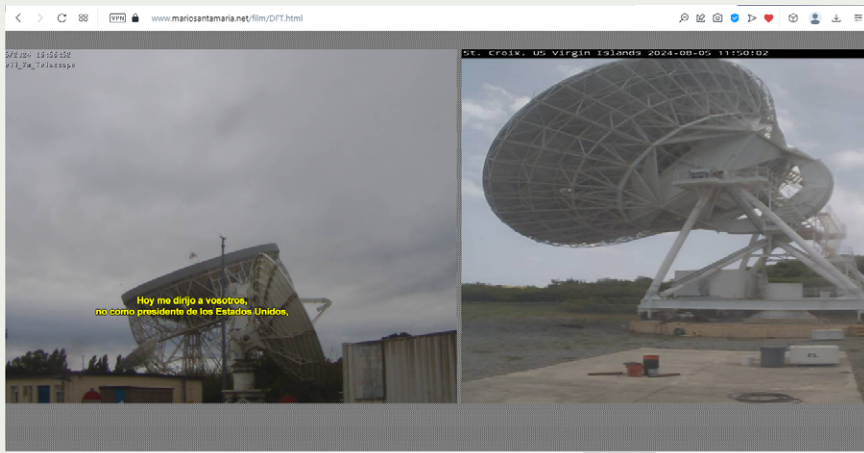 VPN
www.mariosantamaria.net/film/DFT.html
St. Croix, US Virgin Islands 2024-08-05 11:50:02
Hoy me dirijo a vosotros,
no como presidente de los Estados Unidos,